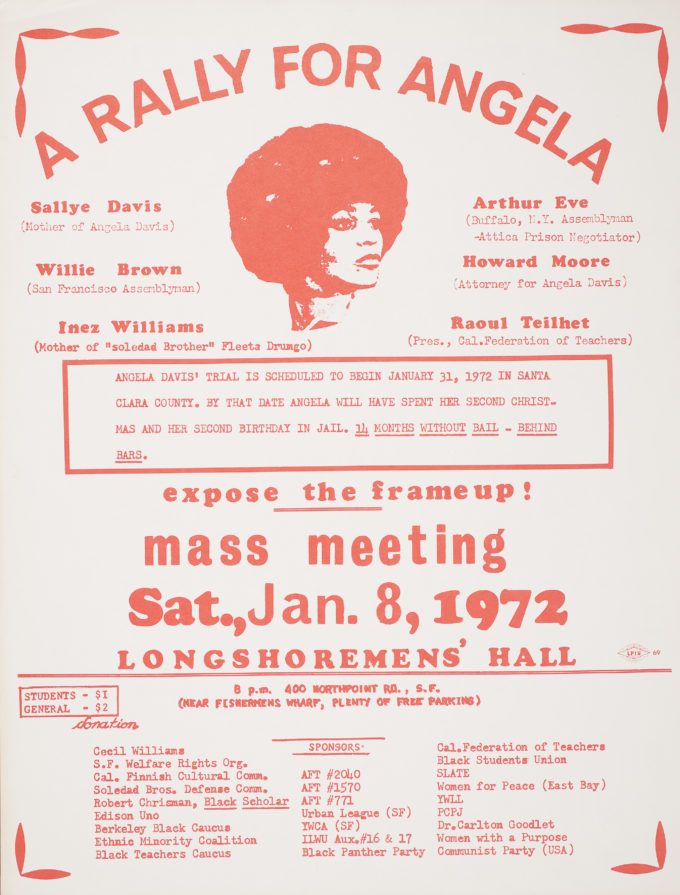 A RALLY FOR ANGELA
Sallye Davis
(Mother of Angela Davis)
Willie Brown
(San Francisco Assemblyman)
Inez Williams
(Mother of "soledad Brother" Fleeta Drumgo)
Arthur Eve
(Buffalo, N.Y. Assemblyman
-Attica Prison Negotiator)
Howard Moore
(Attorney for Angela Davis)
Raoul Teilhet
(Pres., Cal.Federation of Teachers)
ANGELA DAVIS' TRIAL IS SCHEDULED TO BEGIN JANUARY 31, 1972 IN SANTA
CLARA COUNTY. BY THAT DATE ANGELA WILL HAVE SPENT HER SECOND CHRIST-
MAS AND HER SECOND BIRTHDAY IN JAIL. 14 MONTHS WITHOUT BAIL - BEHIND
BARS.
expose the frameup!
mass meeting
Sat., Jan. 8, 1972
LONGSHOREMENS' HALL
SPIN 69
8 p.m. 400 NORTHPOINT RD., S.F.
(NEAR FISHERMENS WHARF, PLENTY OF FREE PARKING)
STUDENTS - $1
GENERAL - $2
donation
Cecil Williams
S.F. Welfare Rights Org.
Cal. Finnish Cultural Comm.
Soledad Bros. Defense Comm.
Robert Chrisman, Black Scholar
Edison Uno
Berkeley Black Caucus
Ethnic Minority Coalition
Black Teachers Caucus
SPONSORS·
AFT #2040
AFT #1570
AFT #771
Urban League (SF)
YWCA (SF)
ILWU Aux.#16 & 17
Black Panther Party
Cal.Federation of Teachers
Black Students Union
SLATE
Women for Peace (East Bay)
YWLL
PCPJ
Dr.Carlton Goodlet
Women with a Purpose
Communist Party (USA)